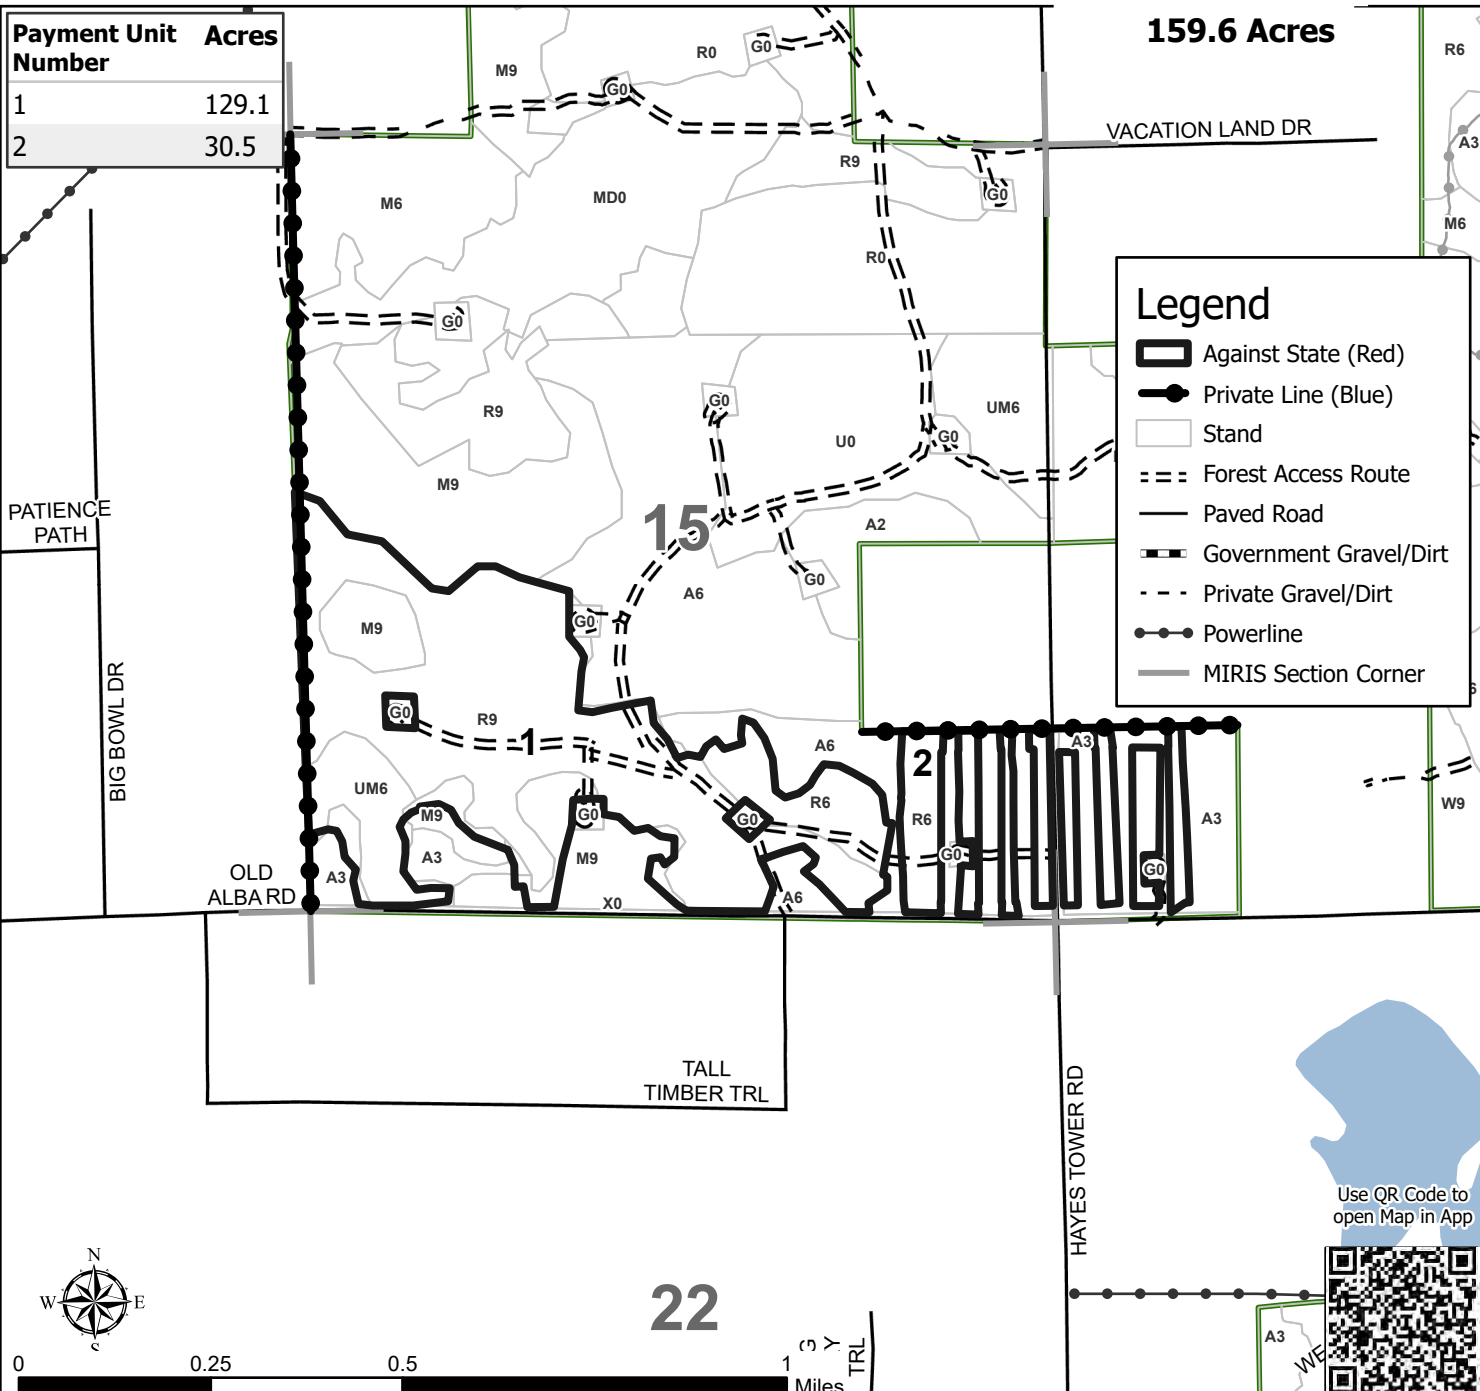 Payment Unit Number Acres
1 129.1
2 30.5
159.6 Acres
M9
R0
G0
R6
G0
VACATION LAND DR
A3
R9
M6
MD0
G0
M6
R0
Legend
Against State (Red)
Private Line (Blue)
Stand
Forest Access Route
Paved Road
Government Gravel/Dirt
Private Gravel/Dirt
Powerline
MIRIS Section Corner
G0
G0
R9
UM6
U0
G0
M9
PATIENCE
PATH
15
A2
G0
A6
G0
M9
BIG BOWL DR
G0
R9
1
A6
A3
2
UM6
R6
W9
M9
G0
G0
R6
A3
A3
M9
G0
G0
A3
OLD
ALBA RD
X0
A6
TALL
TIMBER TRL
HAYES TOWER RD
Use QR Code to
open Map in App
N
W E
S
22
TRL
A3
WE
0 0.25 0.5 1
Miles